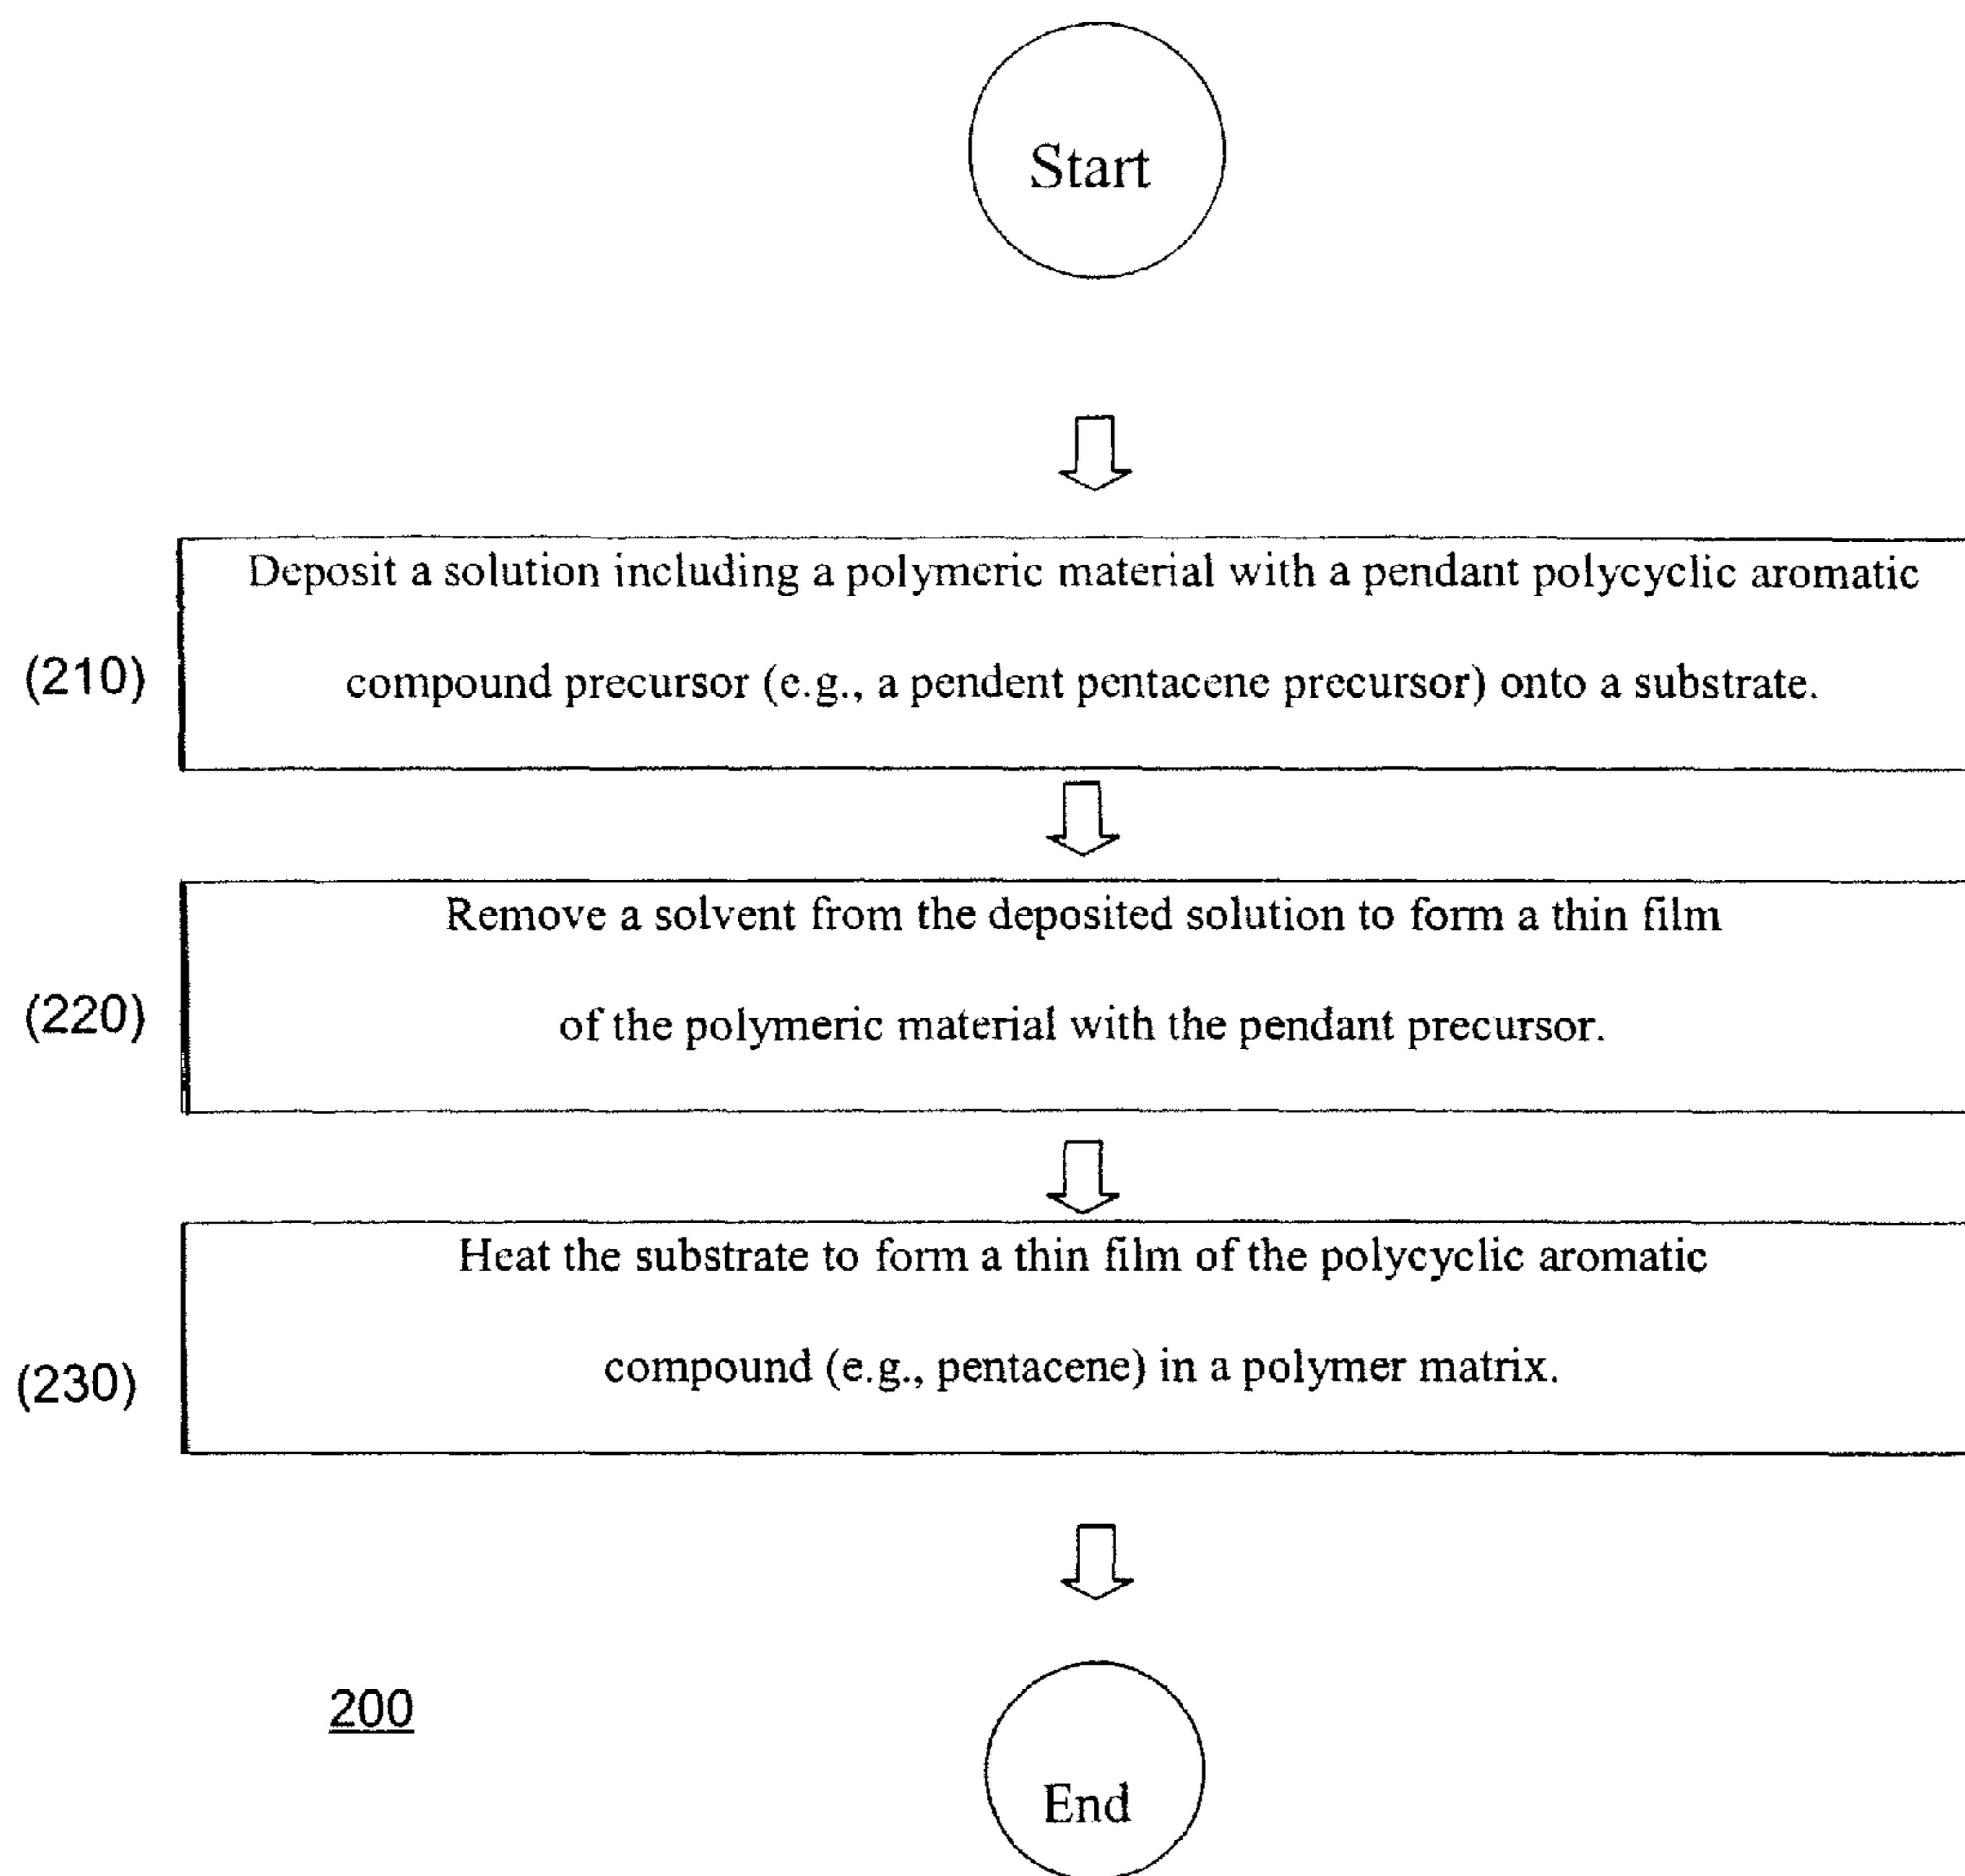 Start
Deposit a solution including a polymeric material with a pendant polycyclic aromatic
(210)
compound precursor (e.g., a pendent pentacene precursor) onto a substrate.
Remove a solvent from the deposited solution to form a thin film
(220)
of the polymeric material with the pendant precursor.
Heat the substrate to form a thin film of the polycyclic aromatic
(230)
compound (e.g., pentacene) in a polymer matrix.
200
End